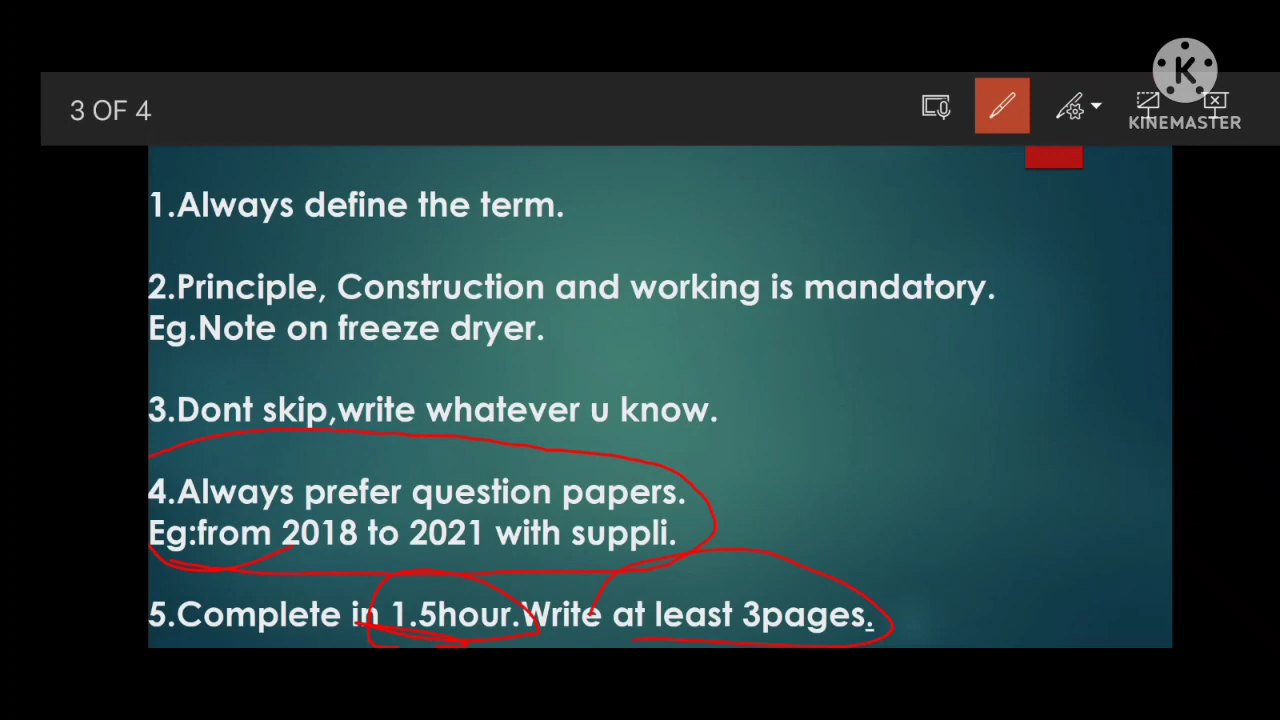 3 OF 4
KINEMASTER
1.Always define the term.
2.Principle, Construction and working is mandatory.
Eg.Note on freeze dryer.
3.Dont skip,write whatever u know.
4.Always prefer question papers.
Eg:from 2018 to 2021 with suppli.
5.Complete in 1.5hour.Write at least 3pages.